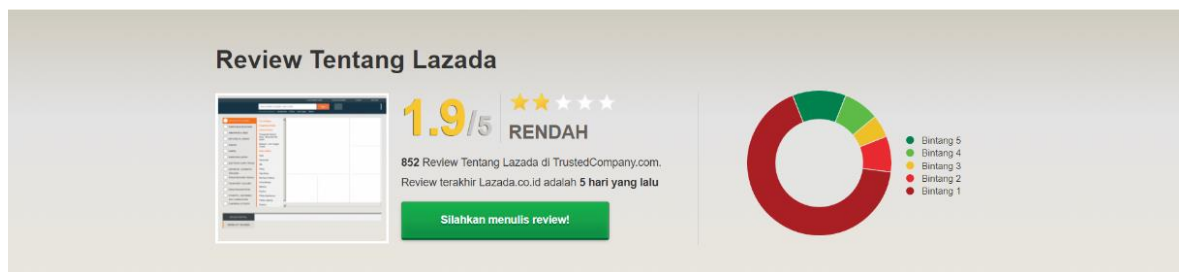 Review Tentang Lazada
1.9/5
RENDAH
852 Review Tentang Lazada di TrustedCompany.com.
Review terakhir Lazada.co.id adalah 5 hari yang lalu
Silahkan menulis review!
Bintang 5
Bintang 4
Bintang 3
Bintang 2
Bintang 1